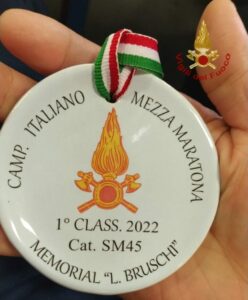 CAMP. ITALIANO MEZZA MARATONA
1° CLASS. 2022
Cat. SM45
MEMORIAL "L. BRUSCHI"
Vigili del Fuoco